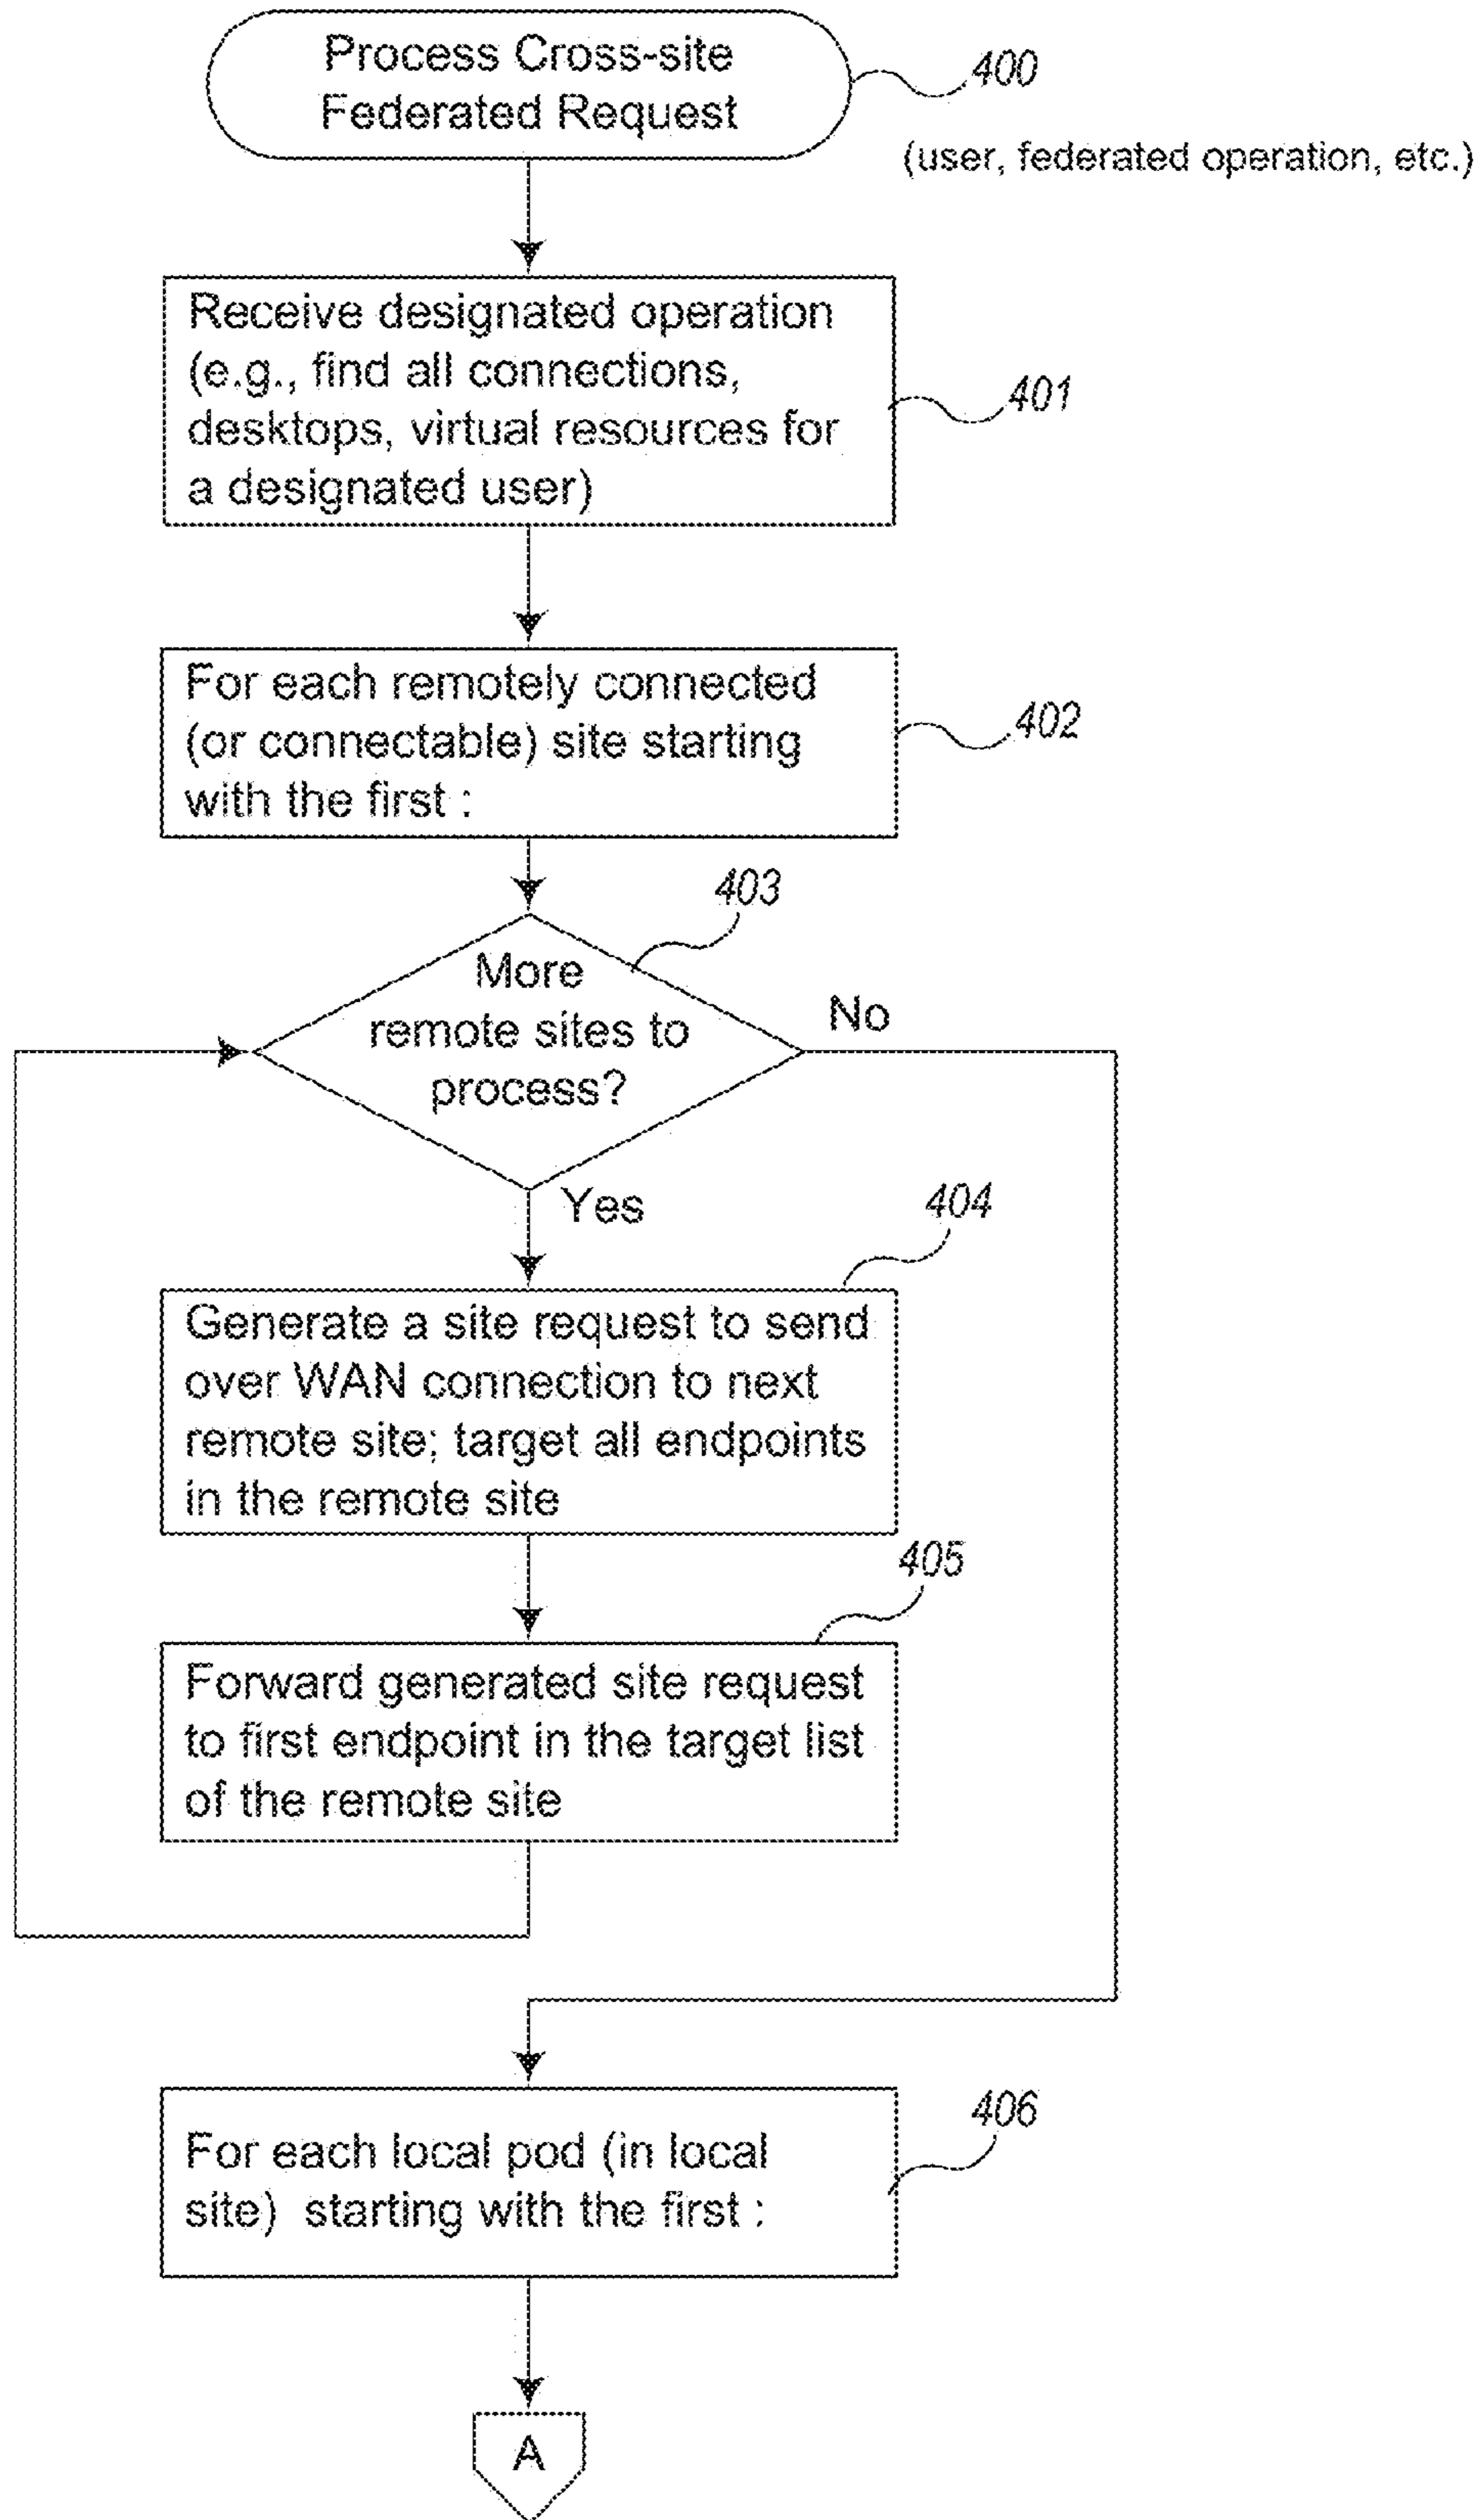 Process Cross-site
Federated Request
400
(user, federated operation, etc.)
Receive designated operation
(e.g., find all connections,
desktops, virtual resources for
a designated user)
401
For each remotely connected
(or connectable) site starting
with the first :
402
403
More
remote sites to
process?
No
Yes
404
Generate a site request to send
over WAN connection to next
remote site; target all endpoints
in the remote site
405
Forward generated site request
to first endpoint in the target list
of the remote site
406
For each local pod (in local
site) starting with the first :
A